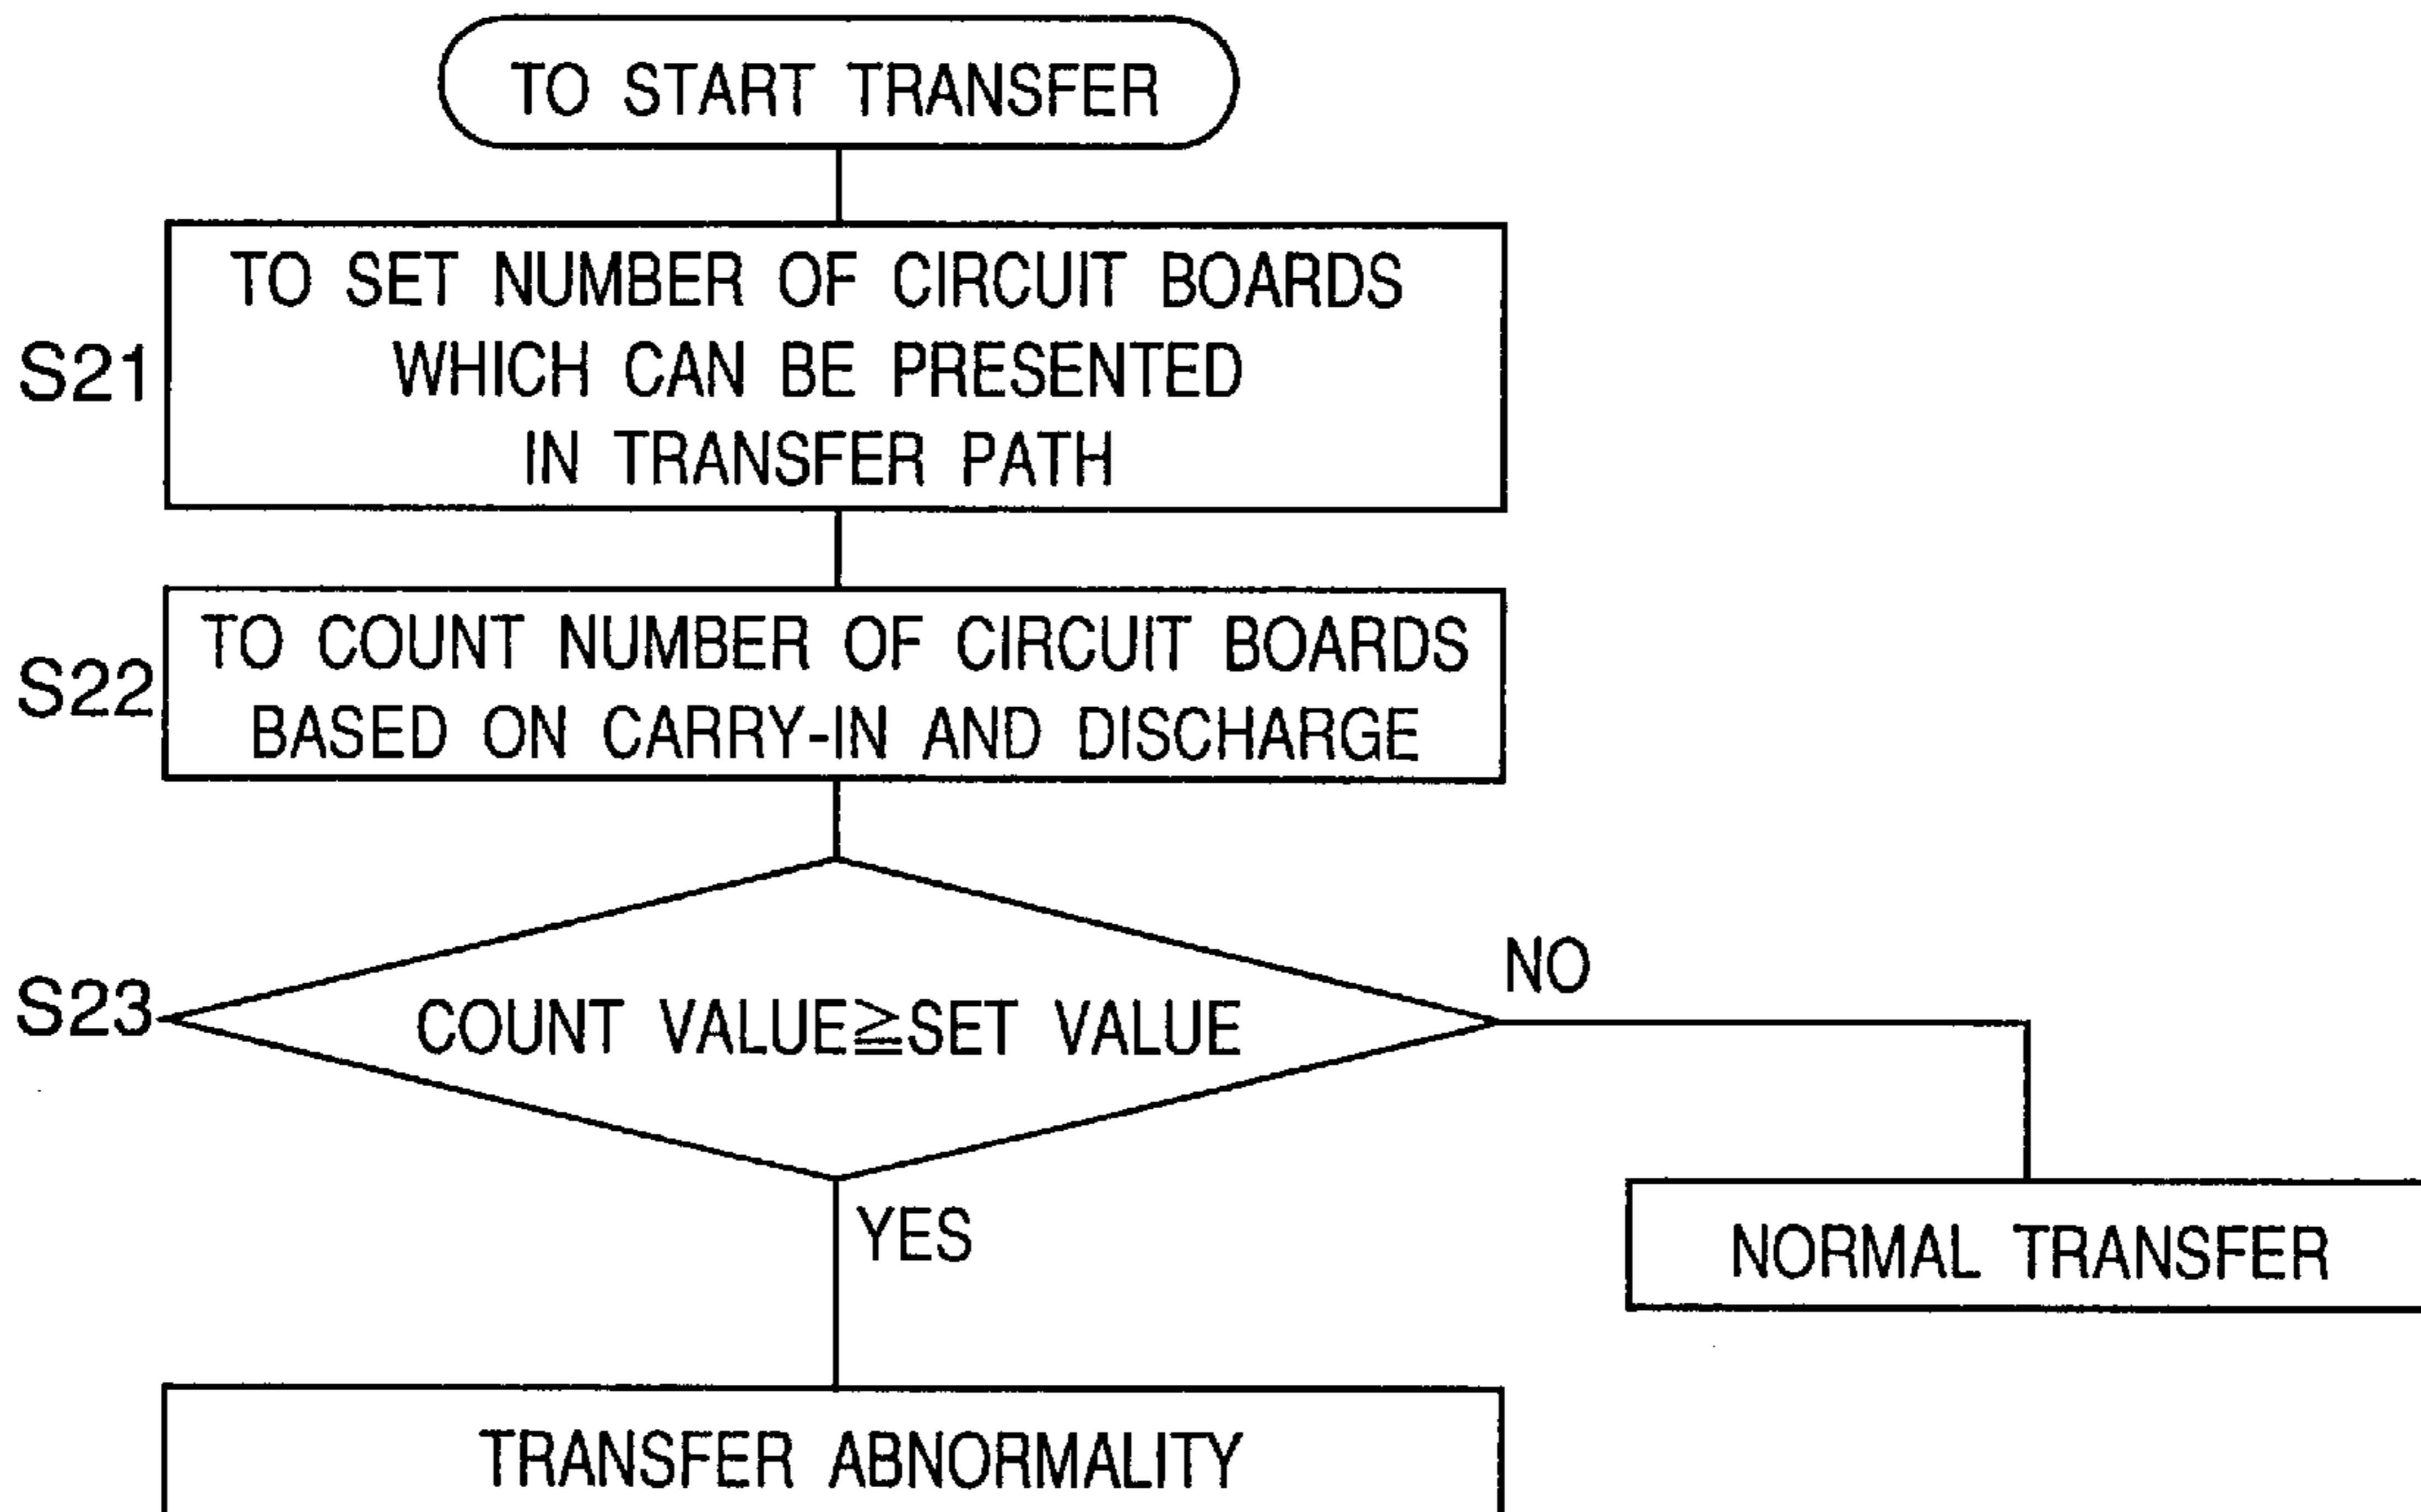 TO START TRANSFER
TO SET NUMBER OF CIRCUIT BOARDS
WHICH CAN BE PRESENTED
IN TRANSFER PATH
S21
TO COUNT NUMBER OF CIRCUIT BOARDS
BASED ON CARRY-IN AND DISCHARGE
S22
S23
COUNT VALUE≧SET VALUE
NO
YES
NORMAL TRANSFER
TRANSFER ABNORMALITY